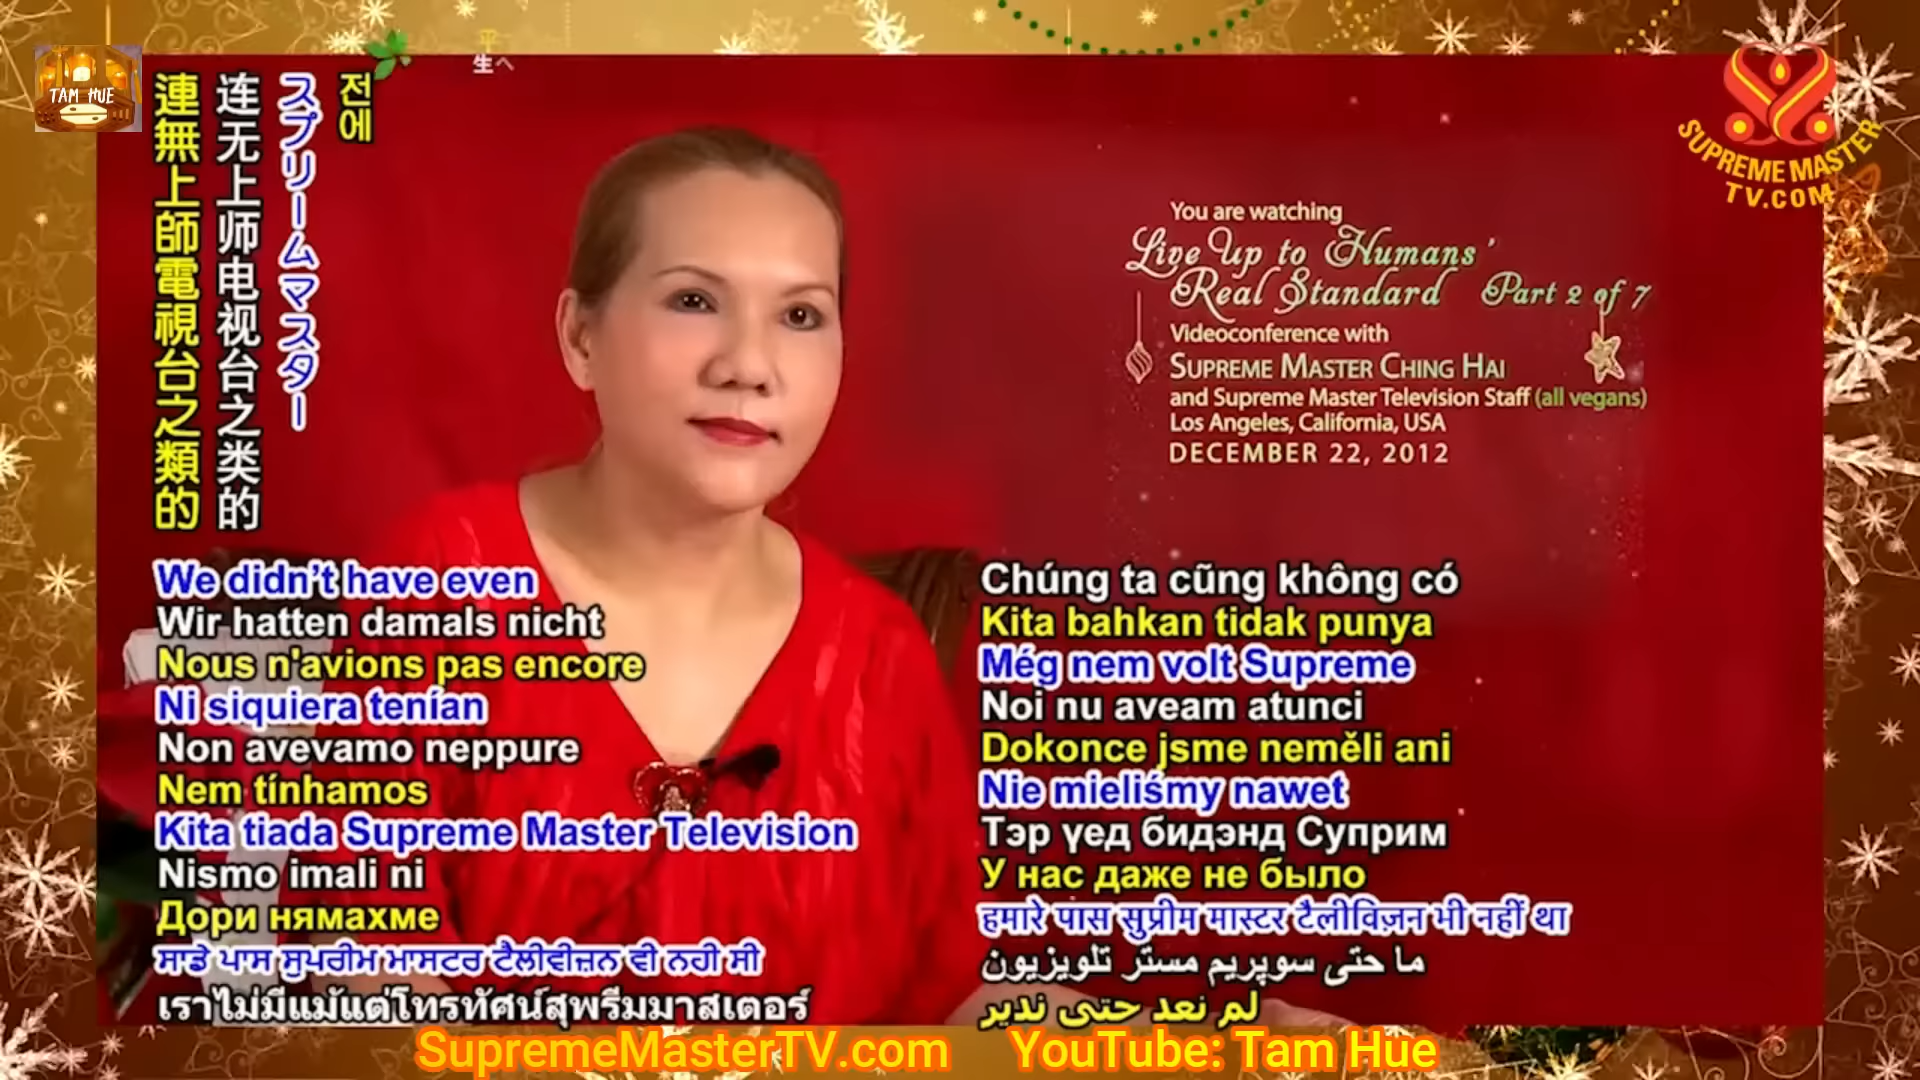 TAM HUE
平
生へ
전에
スプリームマスター
连无上师电视台之类的
連無上師電視台之類的
SUPREME MASTER
TV.COM
You are watching
Live Up to Humans'
Real Standard Part 2 of 7
Videoconference with
SUPREME MASTER CHING HAI
and Supreme Master Television Staff (all vegans)
Los Angeles, California, USA
DECEMBER 22, 2012
We didn't have even
Wir hatten damals nicht
Nous n'avions pas encore
Ni siquiera tenían
Non avevamo neppure
Nem tínhamos
Kita tiada Supreme Master Television
Nismo imali ni
Дори нямахме
ਸਾਡੇ ਪਾਸ ਸੁਪਰੀਮ ਮਾਸਟਰ ਟੈਲੀਵੀਜ਼ਨ ਵੀ ਨਹੀ ਸੀ
เราไม่มีแม้แต่โทรทัศน์สุพรีมมาสเตอร์
Chúng ta cũng không có
Kita bahkan tidak punya
Még nem volt Supreme
Noi nu aveam atunci
Dokonce jsme neměli ani
Nie mieliśmy nawet
Тэр үед бидэнд Суприм
У нас даже не было
हमारे पास सुप्रीम मास्टर टैलीविज़न भी नहीं था
ما حتی سوپریم مستر تلویزیون
لم نعد حتى ندير
SupremeMasterTV.com YouTube: Tam Hue